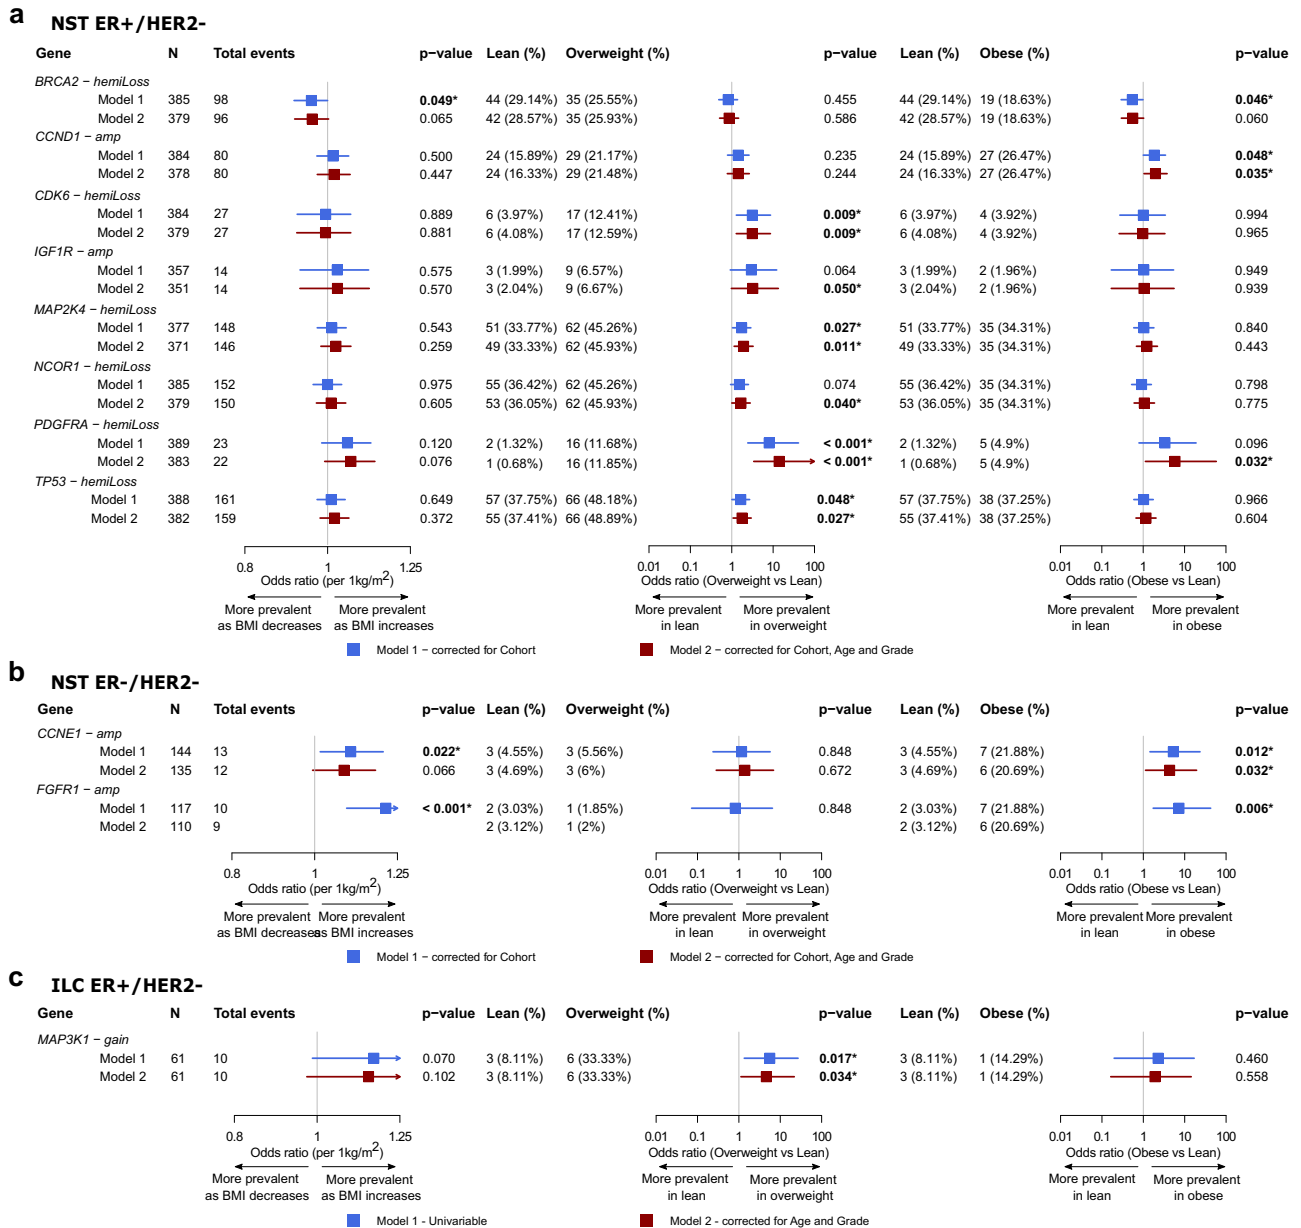 a NST ER+/HER2-
Gene N Total events p−value Lean (%) Overweight (%) p−value Lean (%) Obese (%) p−value
BRCA2 − hemiLoss
Model 1 385 98 0.049* 44 (29.14%) 35 (25.55%) 0.455 44 (29.14%) 19 (18.63%) 0.046*
Model 2 379 96 0.065 42 (28.57%) 35 (25.93%) 0.586 42 (28.57%) 19 (18.63%) 0.060
CCND1 − amp
Model 1 384 80 0.500 24 (15.89%) 29 (21.17%) 0.235 24 (15.89%) 27 (26.47%) 0.048*
Model 2 378 80 0.447 24 (16.33%) 29 (21.48%) 0.244 24 (16.33%) 27 (26.47%) 0.035*
CDK6 − hemiLoss
Model 1 384 27 0.889 6 (3.97%) 17 (12.41%) 0.009* 6 (3.97%) 4 (3.92%) 0.994
Model 2 379 27 0.881 6 (4.08%) 17 (12.59%) 0.009* 6 (4.08%) 4 (3.92%) 0.965
IGF1R − amp
Model 1 357 14 0.575 3 (1.99%) 9 (6.57%) 0.064 3 (1.99%) 2 (1.96%) 0.949
Model 2 351 14 0.570 3 (2.04%) 9 (6.67%) 0.050* 3 (2.04%) 2 (1.96%) 0.939
MAP2K4 − hemiLoss
Model 1 377 148 0.543 51 (33.77%) 62 (45.26%) 0.027* 51 (33.77%) 35 (34.31%) 0.840
Model 2 371 146 0.259 49 (33.33%) 62 (45.93%) 0.011* 49 (33.33%) 35 (34.31%) 0.443
NCOR1 − hemiLoss
Model 1 385 152 0.975 55 (36.42%) 62 (45.26%) 0.074 55 (36.42%) 35 (34.31%) 0.798
Model 2 379 150 0.605 53 (36.05%) 62 (45.93%) 0.040* 53 (36.05%) 35 (34.31%) 0.775
PDGFRA − hemiLoss
Model 1 389 23 0.120 2 (1.32%) 16 (11.68%) < 0.001* 2 (1.32%) 5 (4.9%) 0.096
Model 2 383 22 0.076 1 (0.68%) 16 (11.85%) < 0.001* 1 (0.68%) 5 (4.9%) 0.032*
TP53 − hemiLoss
Model 1 388 161 0.649 57 (37.75%) 66 (48.18%) 0.048* 57 (37.75%) 38 (37.25%) 0.966
Model 2 382 159 0.372 55 (37.41%) 66 (48.89%) 0.027* 55 (37.41%) 38 (37.25%) 0.604
0.8 1 1.25 0.01 0.1 0 10 100 0.01 0.1 0 10 100
Odds ratio (per 1kg/m2) Odds ratio (Overweight vs Lean) Odds ratio (Obese vs Lean)
More prevalent More prevalent More prevalent More prevalent More prevalent More prevalent
as BMI decreases as BMI increases in lean in overweight in lean in obese
Model 1 − corrected for Cohort Model 2 − corrected for Cohort, Age and Grade
b NST ER-/HER2-
Gene N Total events p−value Lean (%) Overweight (%) p−value Lean (%) Obese (%) p−value
CCNE1 − amp
Model 1 144 13 0.022* 3 (4.55%) 3 (5.56%) 0.848 3 (4.55%) 7 (21.88%) 0.012*
Model 2 135 12 0.066 3 (4.69%) 3 (6%) 0.672 3 (4.69%) 6 (20.69%) 0.032*
FGFR1 − amp
Model 1 117 10 < 0.001* 2 (3.03%) 1 (1.85%) 0.848 2 (3.03%) 7 (21.88%) 0.006*
Model 2 110 9 2 (3.12%) 1 (2%) 2 (3.12%) 6 (20.69%)
0.8 1 1.25 0.01 0.1 1 10 100 0.01 0.1 1 10 100
Odds ratio (per 1kg/m2) Odds ratio (Overweight vs Lean) Odds ratio (Obese vs Lean)
More prevalent More prevalent More prevalent More prevalent More prevalent More prevalent
as BMI decreases as BMI increases in lean in overweight in lean in obese
Model 1 − corrected for Cohort Model 2 − corrected for Cohort, Age and Grade
c ILC ER+/HER2-
Gene N Total events p−value Lean (%) Overweight (%) p−value Lean (%) Obese (%) p−value
MAP3K1 − gain
Model 1 61 10 0.070 3 (8.11%) 6 (33.33%) 0.017* 3 (8.11%) 1 (14.29%) 0.460
Model 2 61 10 0.102 3 (8.11%) 6 (33.33%) 0.034* 3 (8.11%) 1 (14.29%) 0.558
0.8 1 1.25 0.01 0.1 1 10 100 0.01 0.1 1 10 100
Odds ratio (per 1kg/m2) Odds ratio (Overweight vs Lean) Odds ratio (Obese vs Lean)
More prevalent More prevalent More prevalent More prevalent More prevalent More prevalent
as BMI decreases as BMI increases in lean in overweight in lean in obese
Model 1 - Univariable Model 2 - corrected for Age and Grade